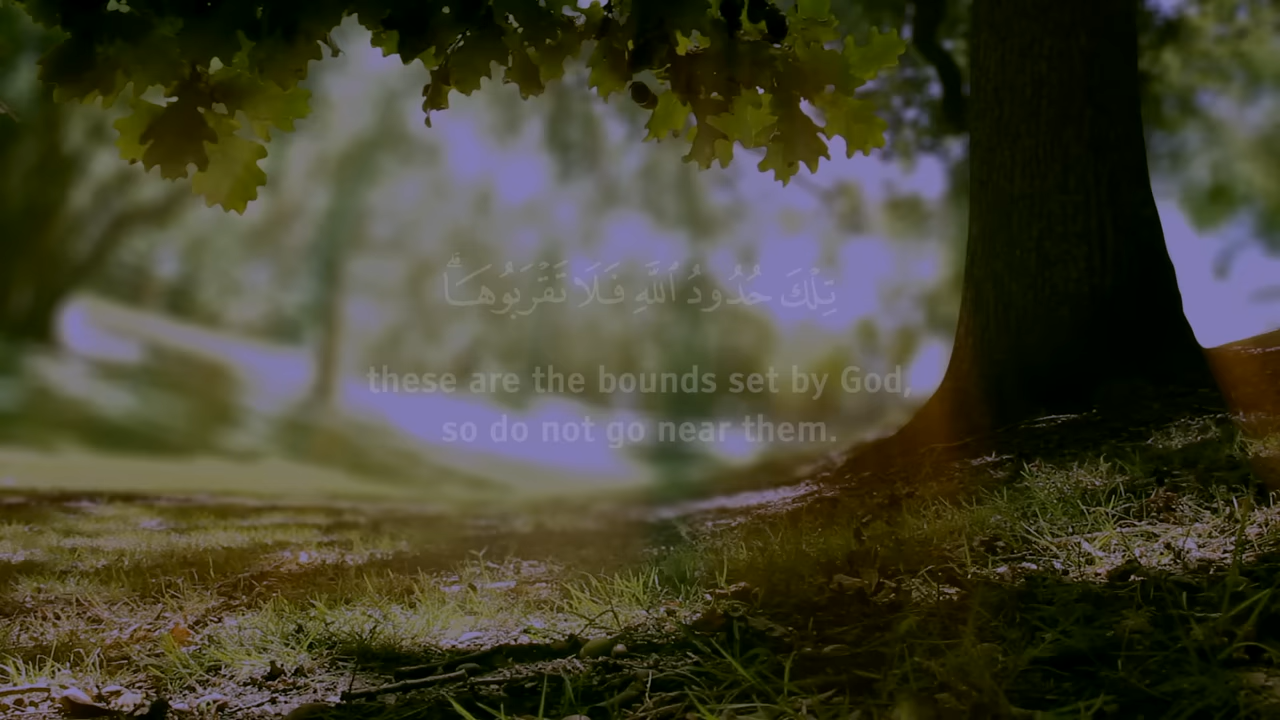 تِلْكَ حُدُودُ ٱللَّهِ فَلَا تَقْرَبُوهَاۗ
these are the bounds set by God,
so do not go near them.